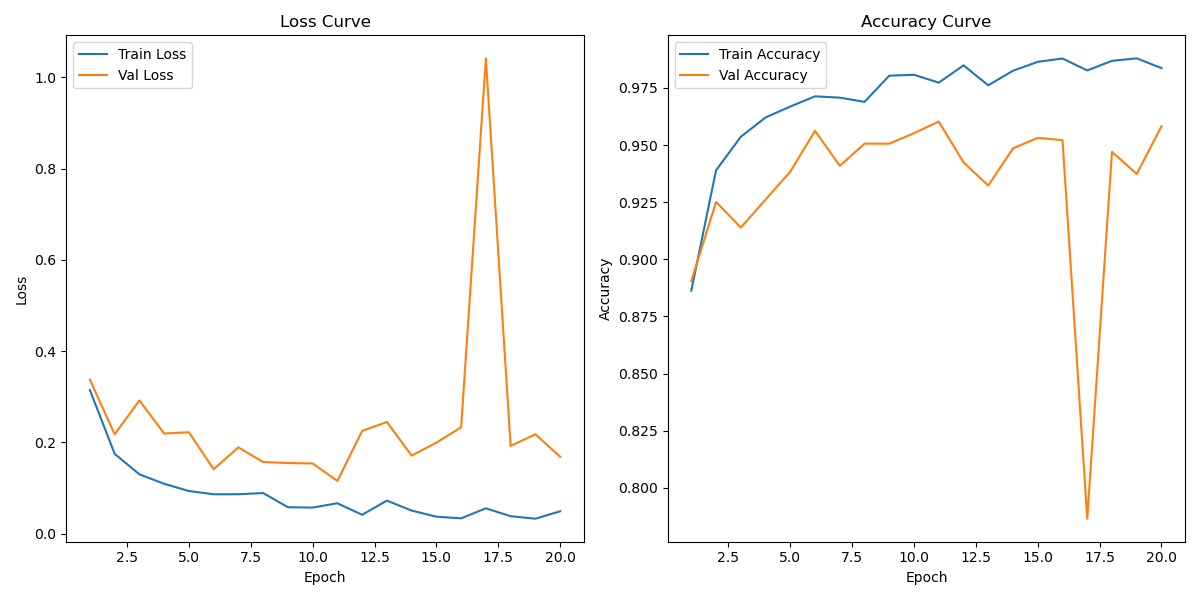 Loss Curve
Train Loss
Val Loss
1.0
0.8
0.6
0.4
0.2
0.0
Loss
2.5 5.0 7.5 10.0 12.5 15.0 17.5 20.0
Epoch
Accuracy Curve
Train Accuracy
Val Accuracy
0.975
0.950
0.925
0.900
0.875
0.850
0.825
0.800
Accuracy
2.5 5.0 7.5 10.0 12.5 15.0 17.5 20.0
Epoch